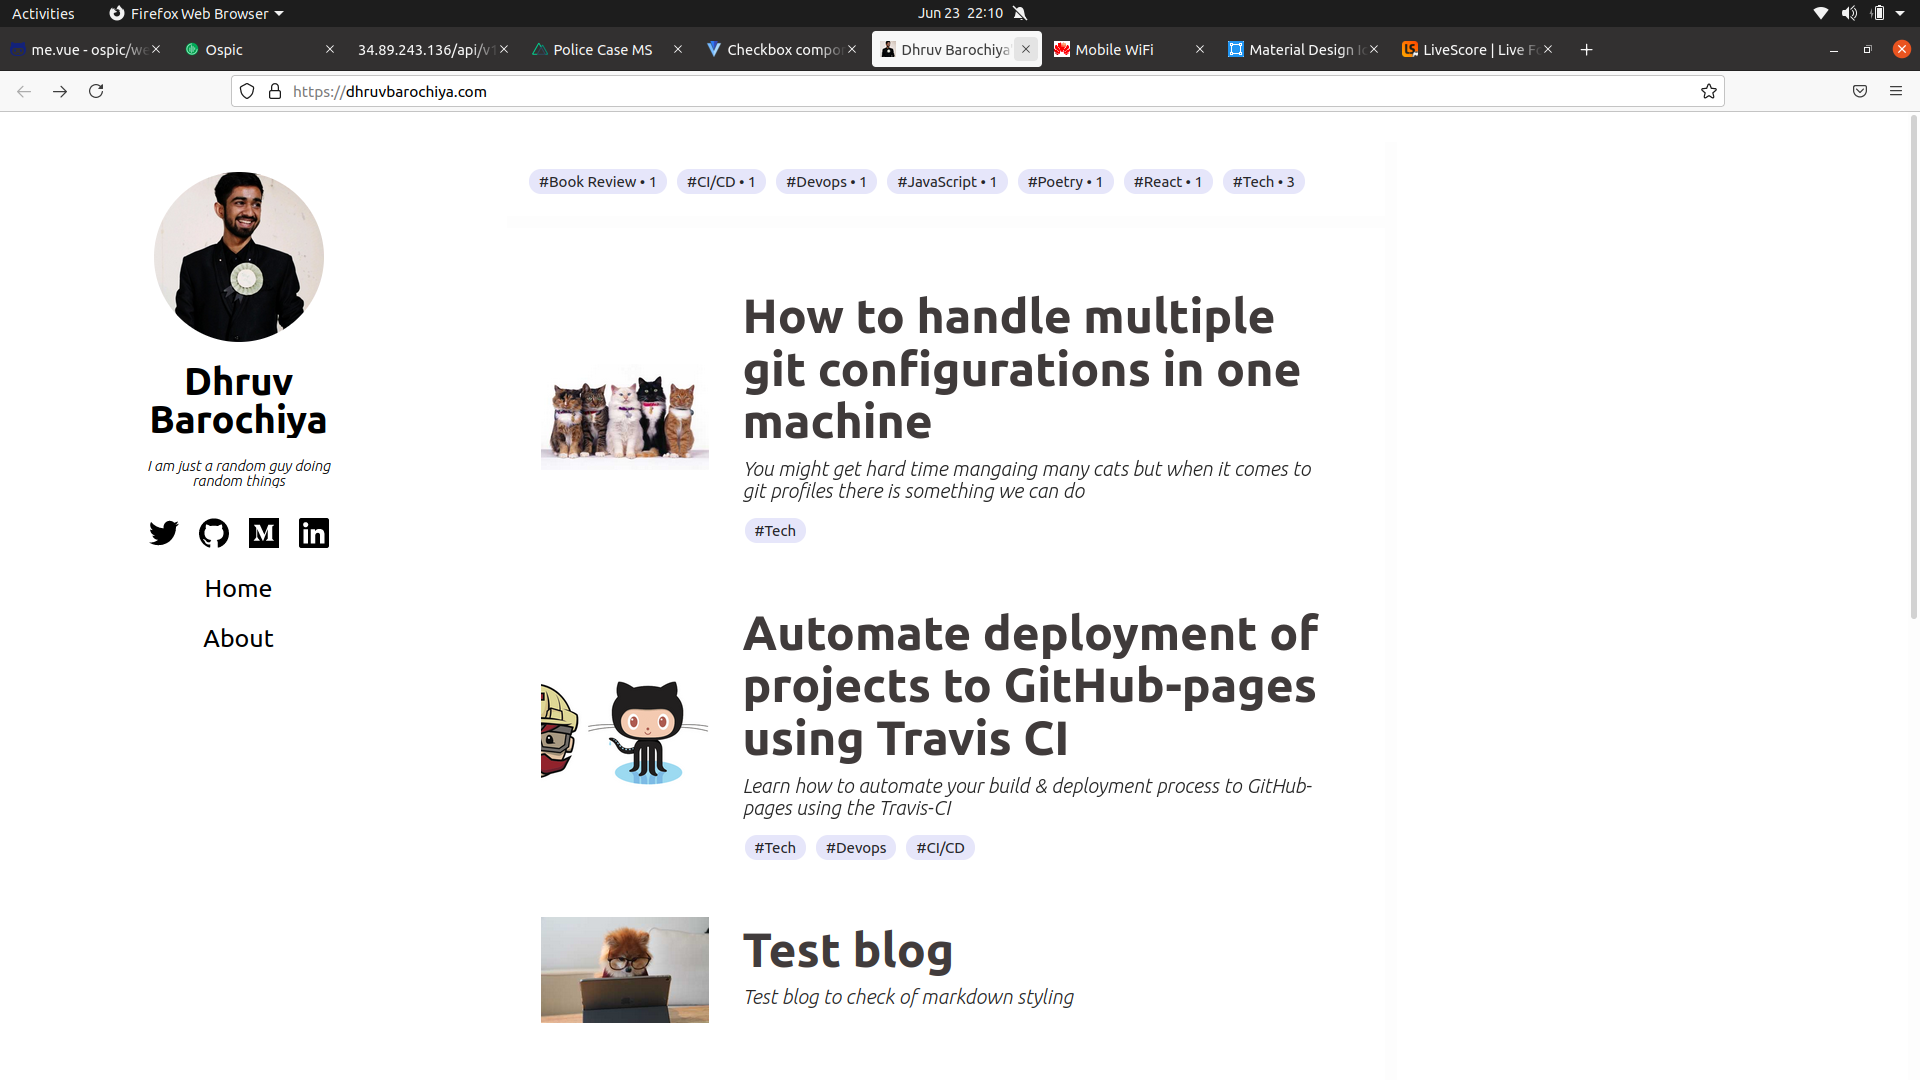 Activities Firefox Web Browser Jun 23 22:10
me.vue - ospic/we Ospic 34.89.243.136/api/v1 Police Case MS Checkbox compo Dhruv Barochiya Mobile WiFi Material Design Ic LiveScore | Live Fo
https://dhruvbarochiya.com
#Book Review • 1 #CI/CD • 1 #Devops • 1 #JavaScript • 1 #Poetry • 1 #React • 1 #Tech • 3
Dhruv
Barochiya
I am just a random guy doing
random things
M in
Home
About
How to handle multiple
git configurations in one
machine
You might get hard time mangaing many cats but when it comes to
git profiles there is something we can do
#Tech
Automate deployment of
projects to GitHub-pages
using Travis CI
Learn how to automate your build & deployment process to GitHub-
pages using the Travis-CI
#Tech #Devops #CI/CD
Test blog
Test blog to check of markdown styling